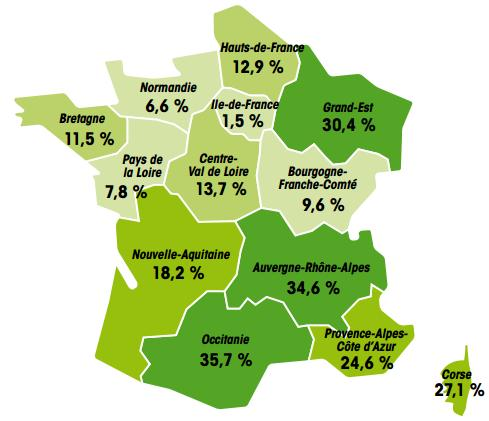 Hauts-de-France
12,9 %
Normandie
6,6 %
Ile-de-France
1,5 %
Grand-Est
30,4 %
Bretagne
11,5 %
Pays de
la Loire
7,8 %
Centre-
Val de Loire
13,7 %
Bourgogne-
Franche-Comté
9,6 %
Nouvelle-Aquitaine
18,2 %
Auvergne-Rhône-Alpes
34,6 %
Occitanie
35,7 %
Provence-Alpes-
Côte d'Azur
24,6 %
Corse
27,1 %